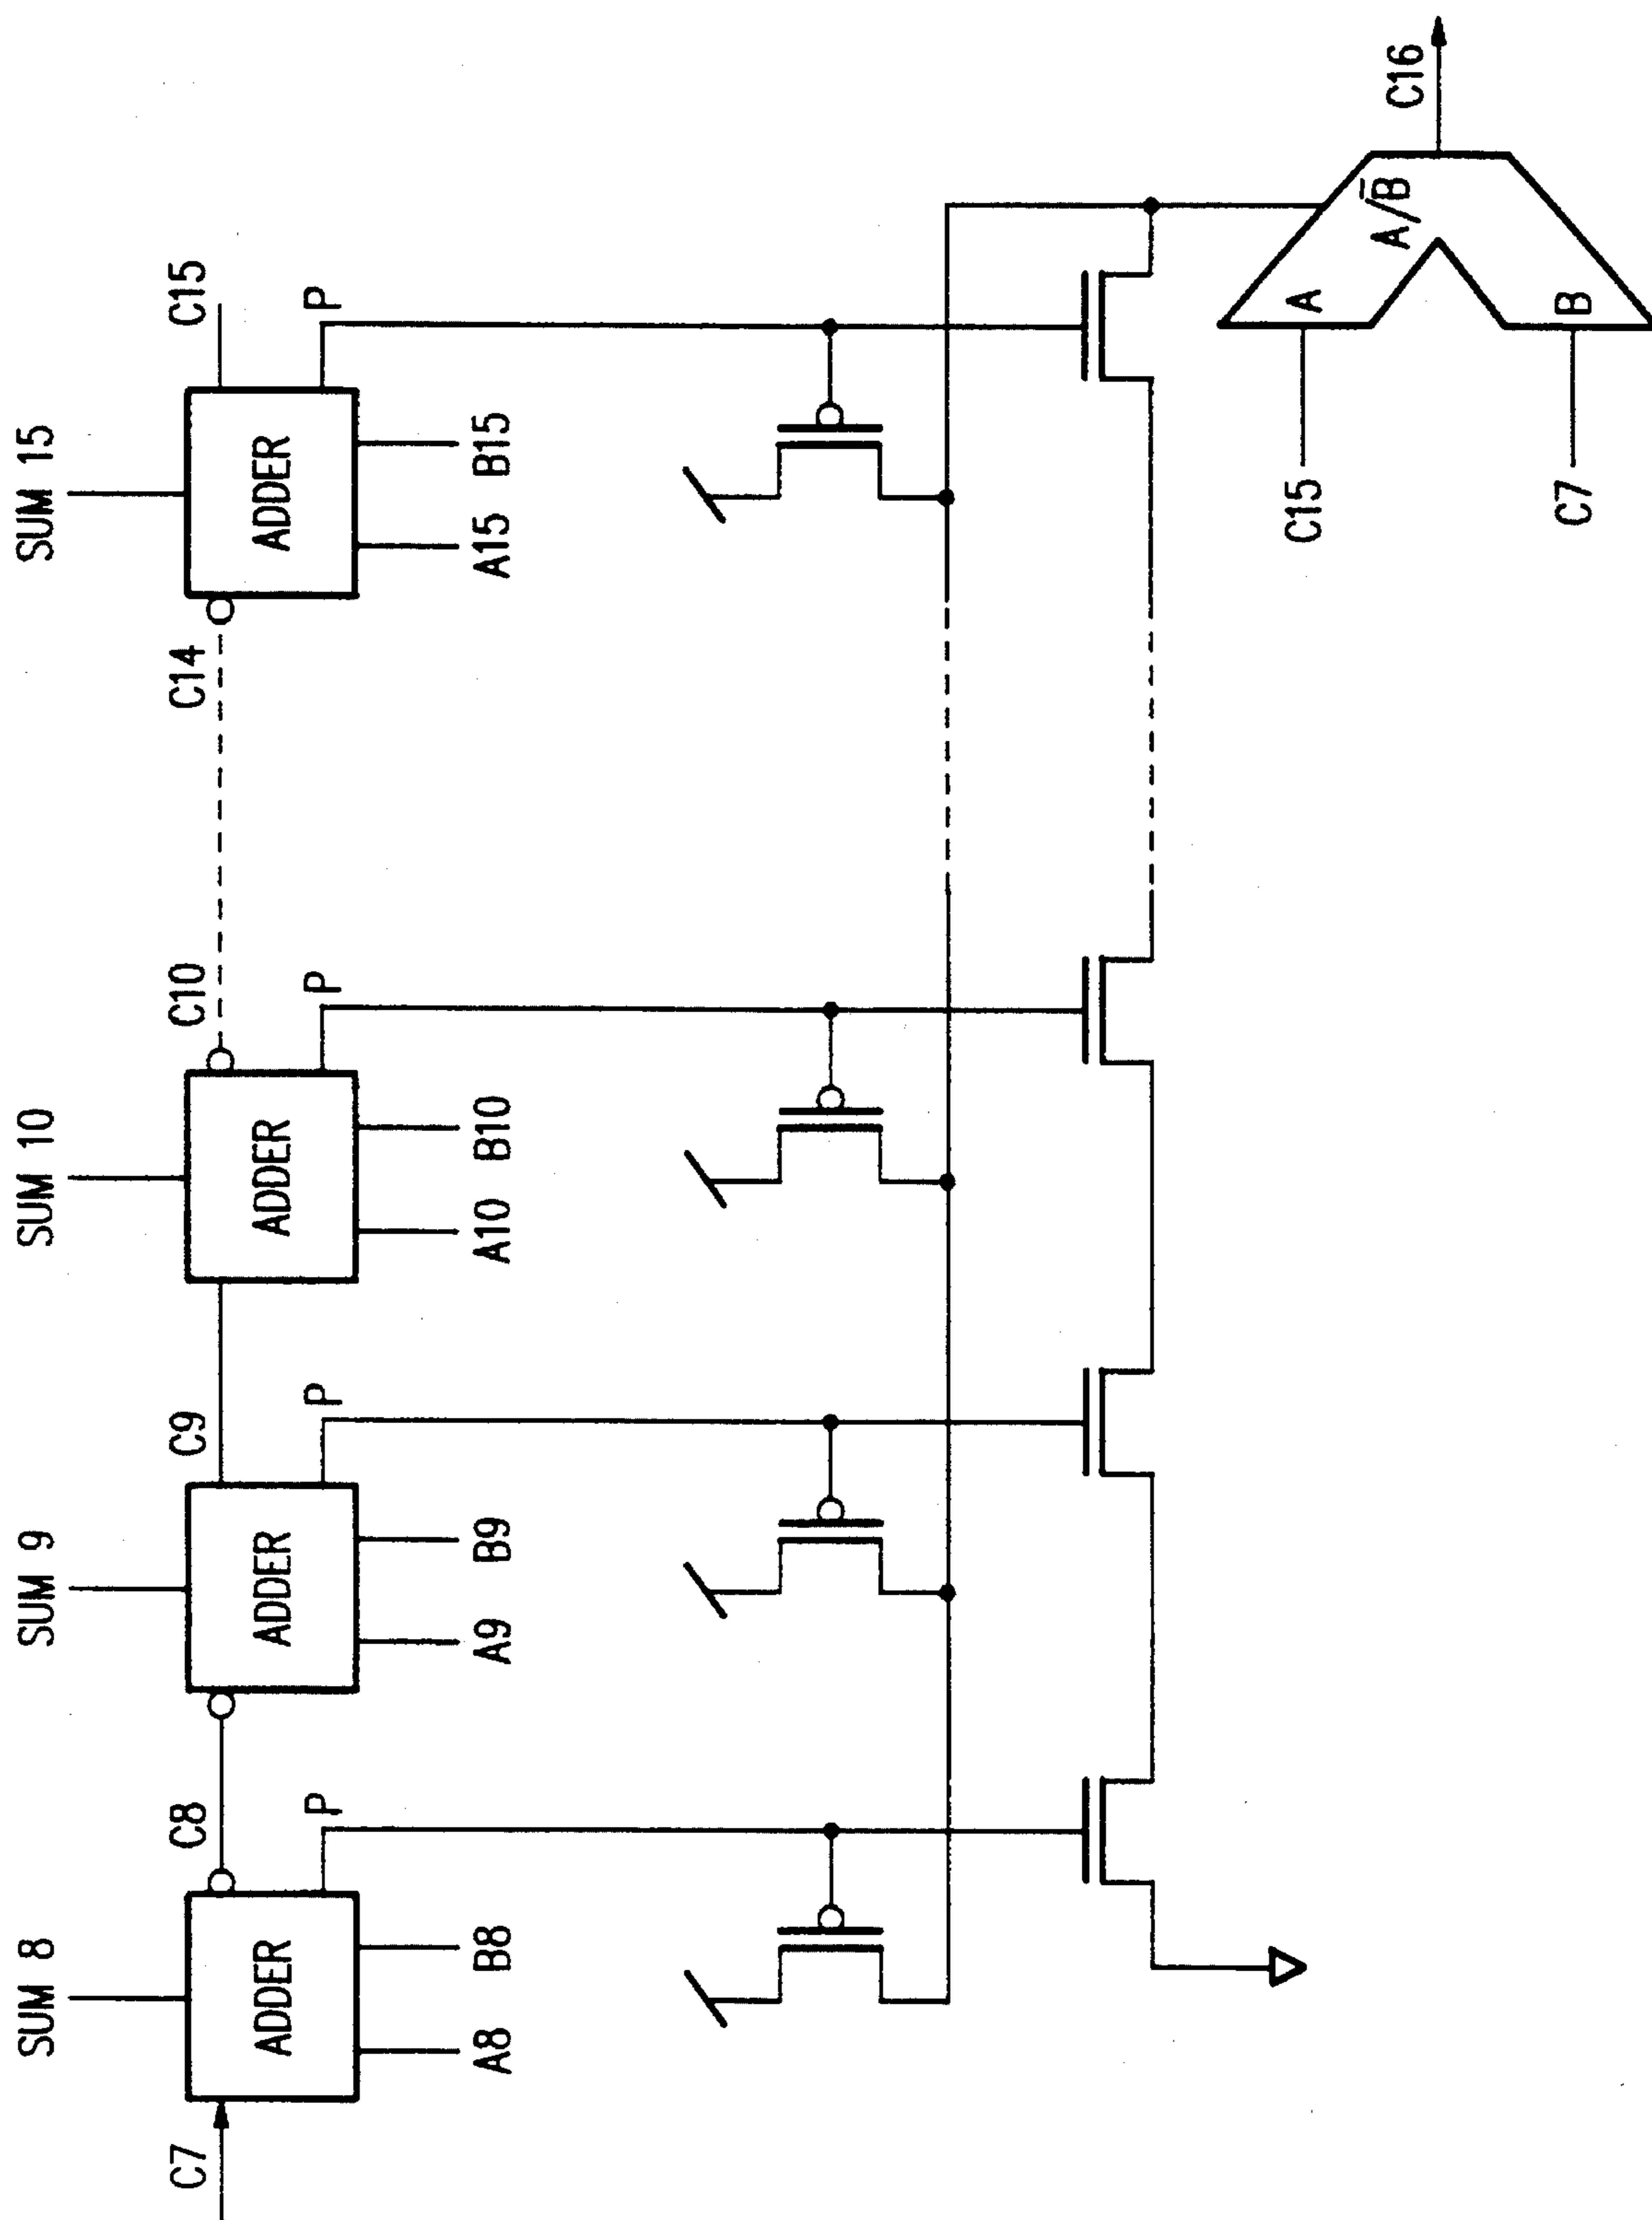 SUM 8
SUM 9
SUM 10
SUM 15
C7
C8
C9
C10
C14
C15
ADDER
ADDER
ADDER
ADDER
P
P
P
P
A8
B8
A9
B9
A10
B10
A15
B15
C15
C7
A
B
A/B̄
C16